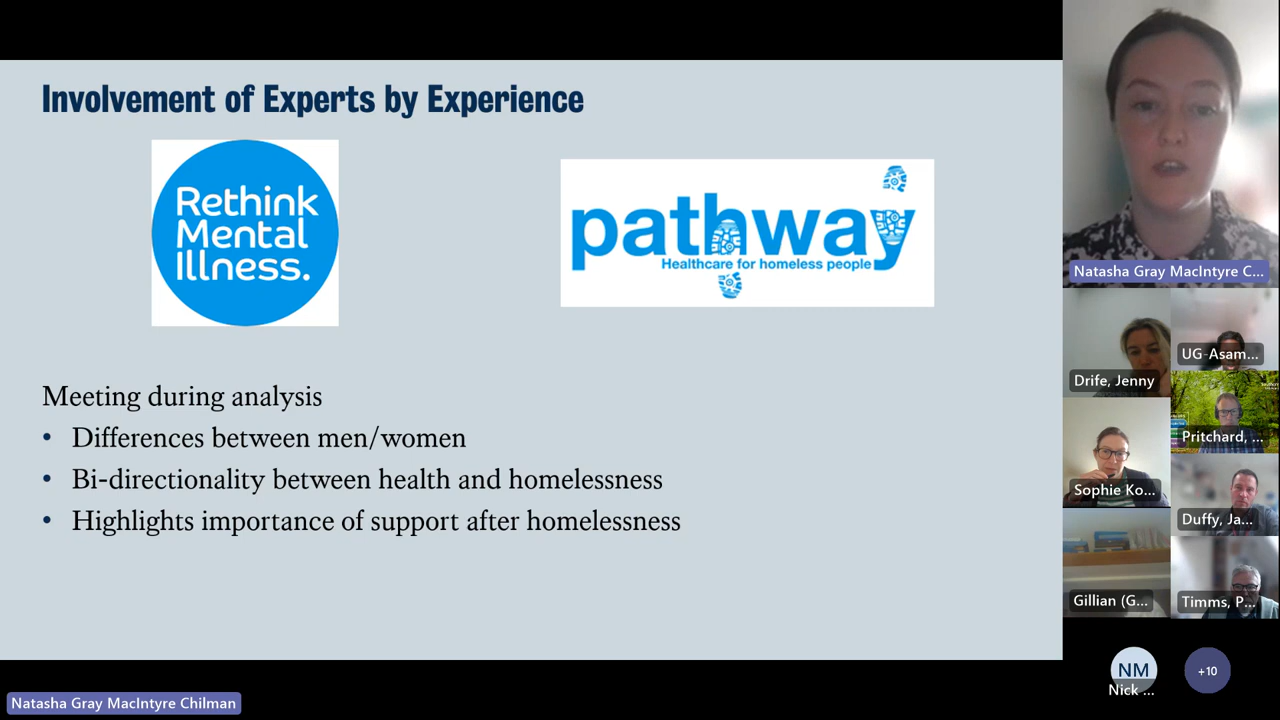 Involvement of Experts by Experience
Rethink
Mental
Illness.
pathway
Healthcare for homeless people
Meeting during analysis
• Differences between men/women
• Bi-directionality between health and homelessness
• Highlights importance of support after homelessness
Natasha Gray MacIntyre C...
Drife, Jenny
UG-Asam...
Pritchard, ...
Sophie Ko...
Duffy, Ja...
Gillian (G...
Timms, P...
NM
Nick ...
+10
Natasha Gray MacIntyre Chilman